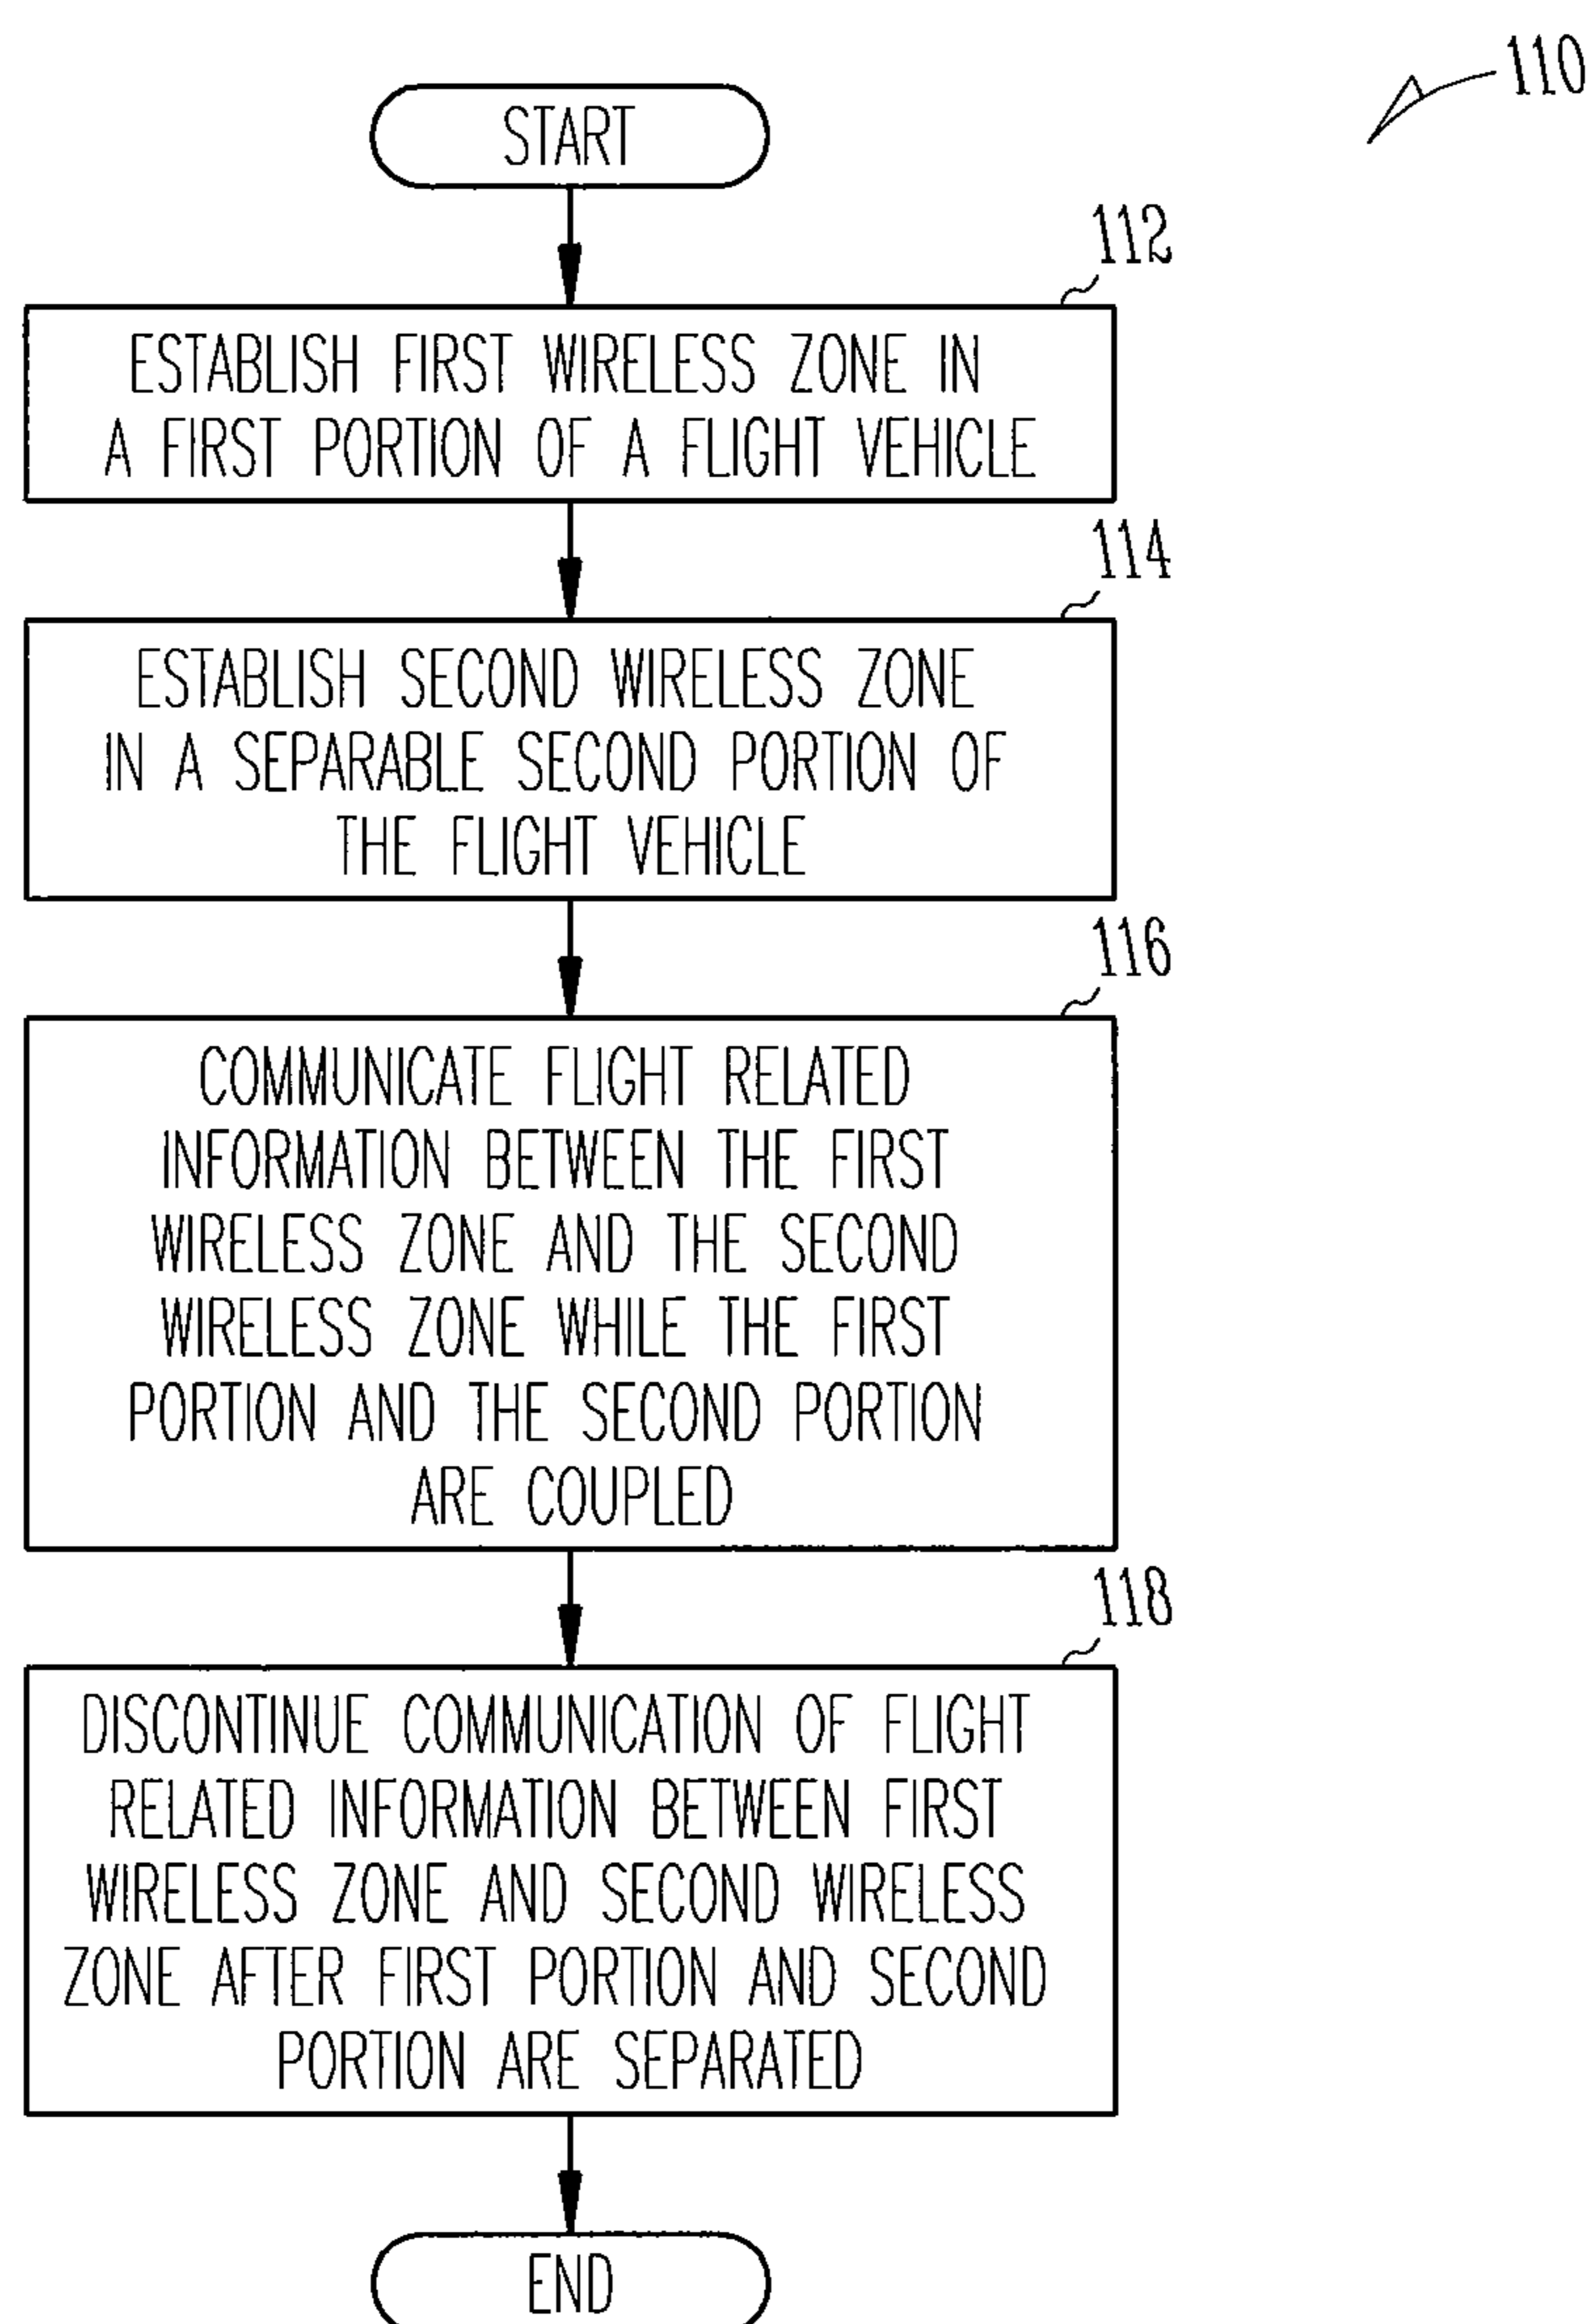 110
START
112
ESTABLISH FIRST WIRELESS ZONE IN
A FIRST PORTION OF A FLIGHT VEHICLE
114
ESTABLISH SECOND WIRELESS ZONE
IN A SEPARABLE SECOND PORTION OF
THE FLIGHT VEHICLE
116
COMMUNICATE FLIGHT RELATED
INFORMATION BETWEEN THE FIRST
WIRELESS ZONE AND THE SECOND
WIRELESS ZONE WHILE THE FIRST
PORTION AND THE SECOND PORTION
ARE COUPLED
118
DISCONTINUE COMMUNICATION OF FLIGHT
RELATED INFORMATION BETWEEN FIRST
WIRELESS ZONE AND SECOND WIRELESS
ZONE AFTER FIRST PORTION AND SECOND
PORTION ARE SEPARATED
END